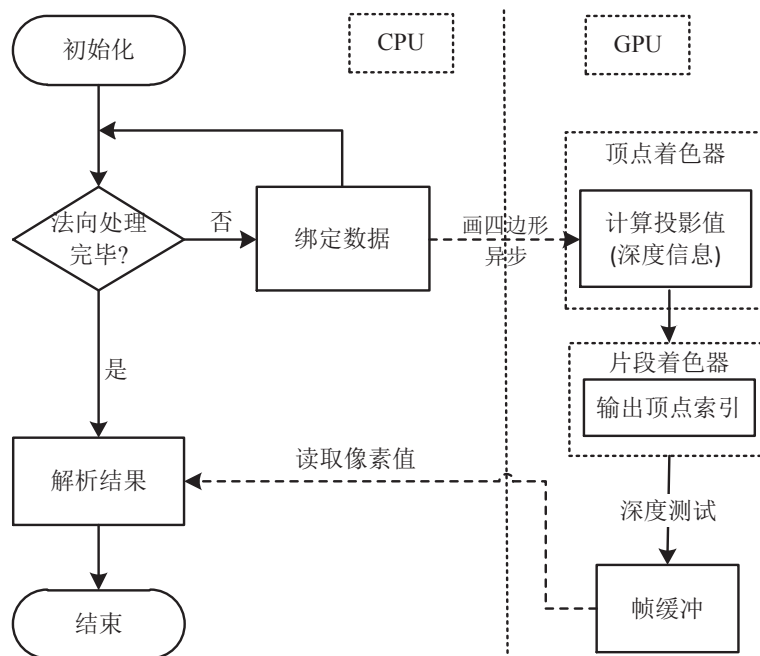 初始化
CPU
GPU
顶点着色器
法向处理
完毕?
否
绑定数据
画四边形
异步
计算投影值
(深度信息)
是
片段着色器
输出顶点索引
解析结果
读取像素值
深度测试
结束
帧缓冲